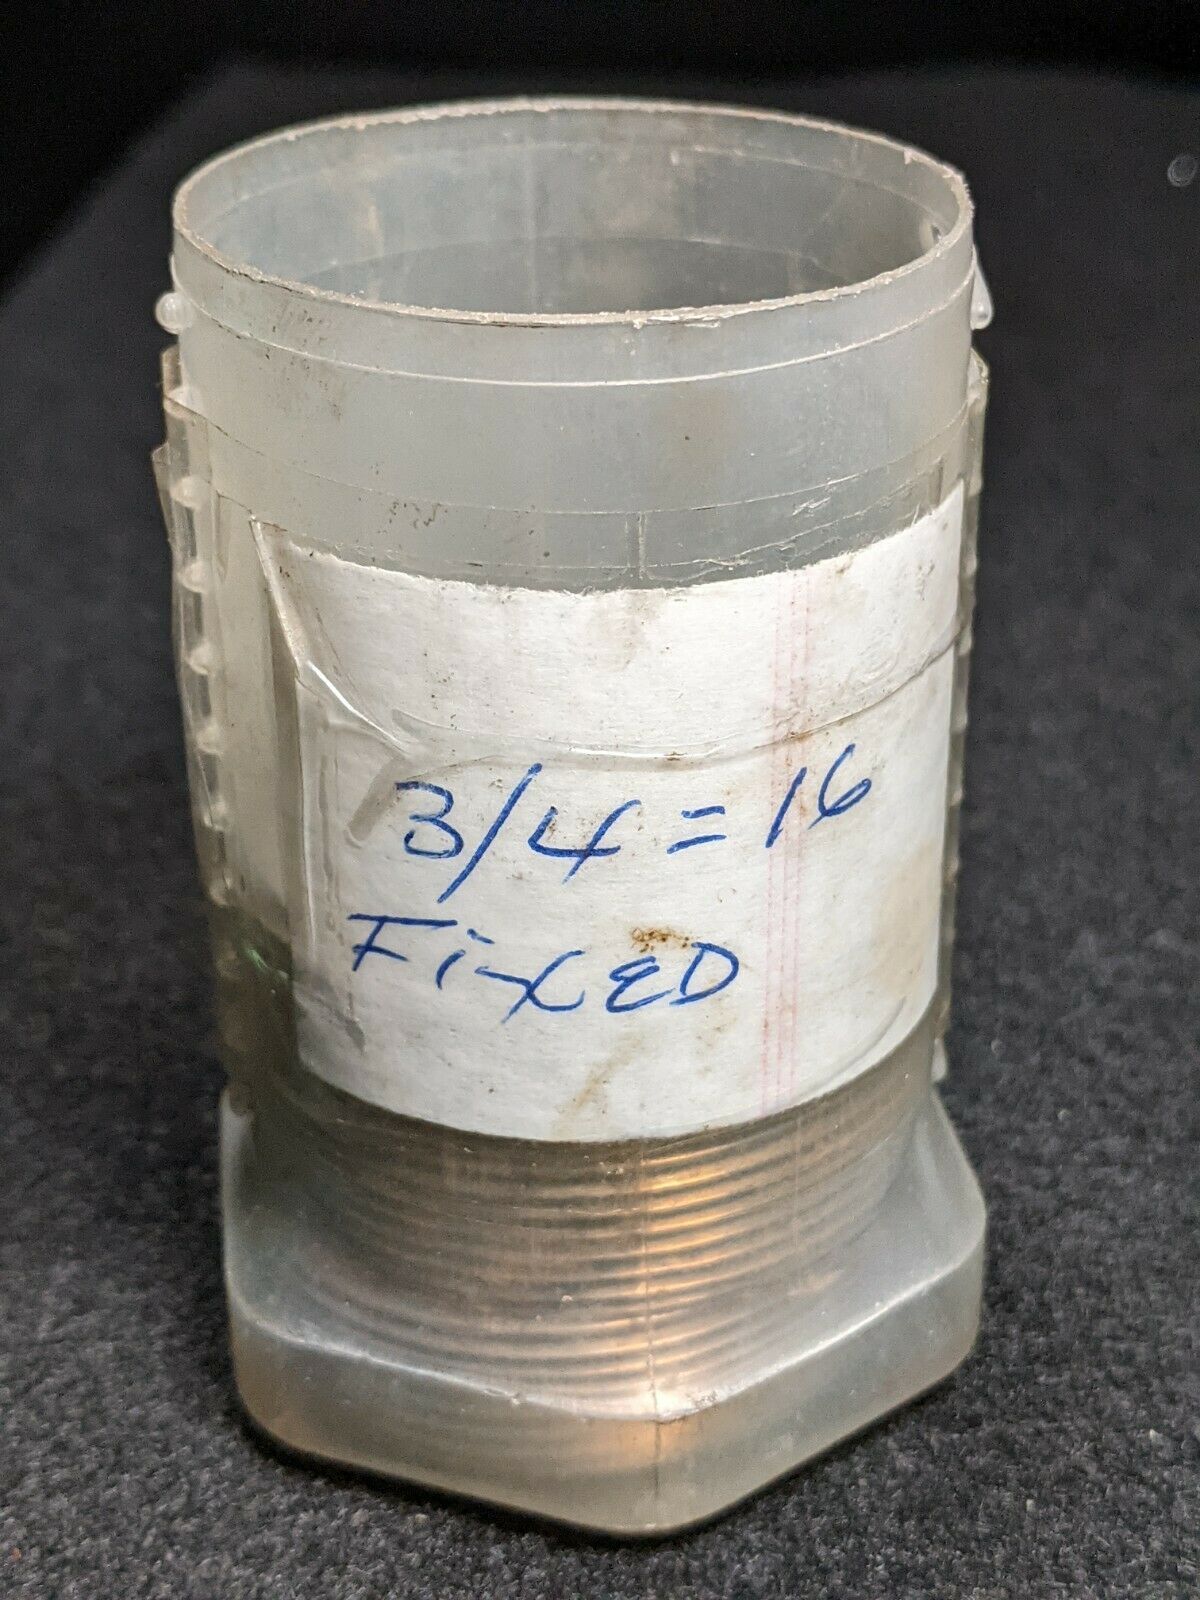 3/4 = 16
FixED